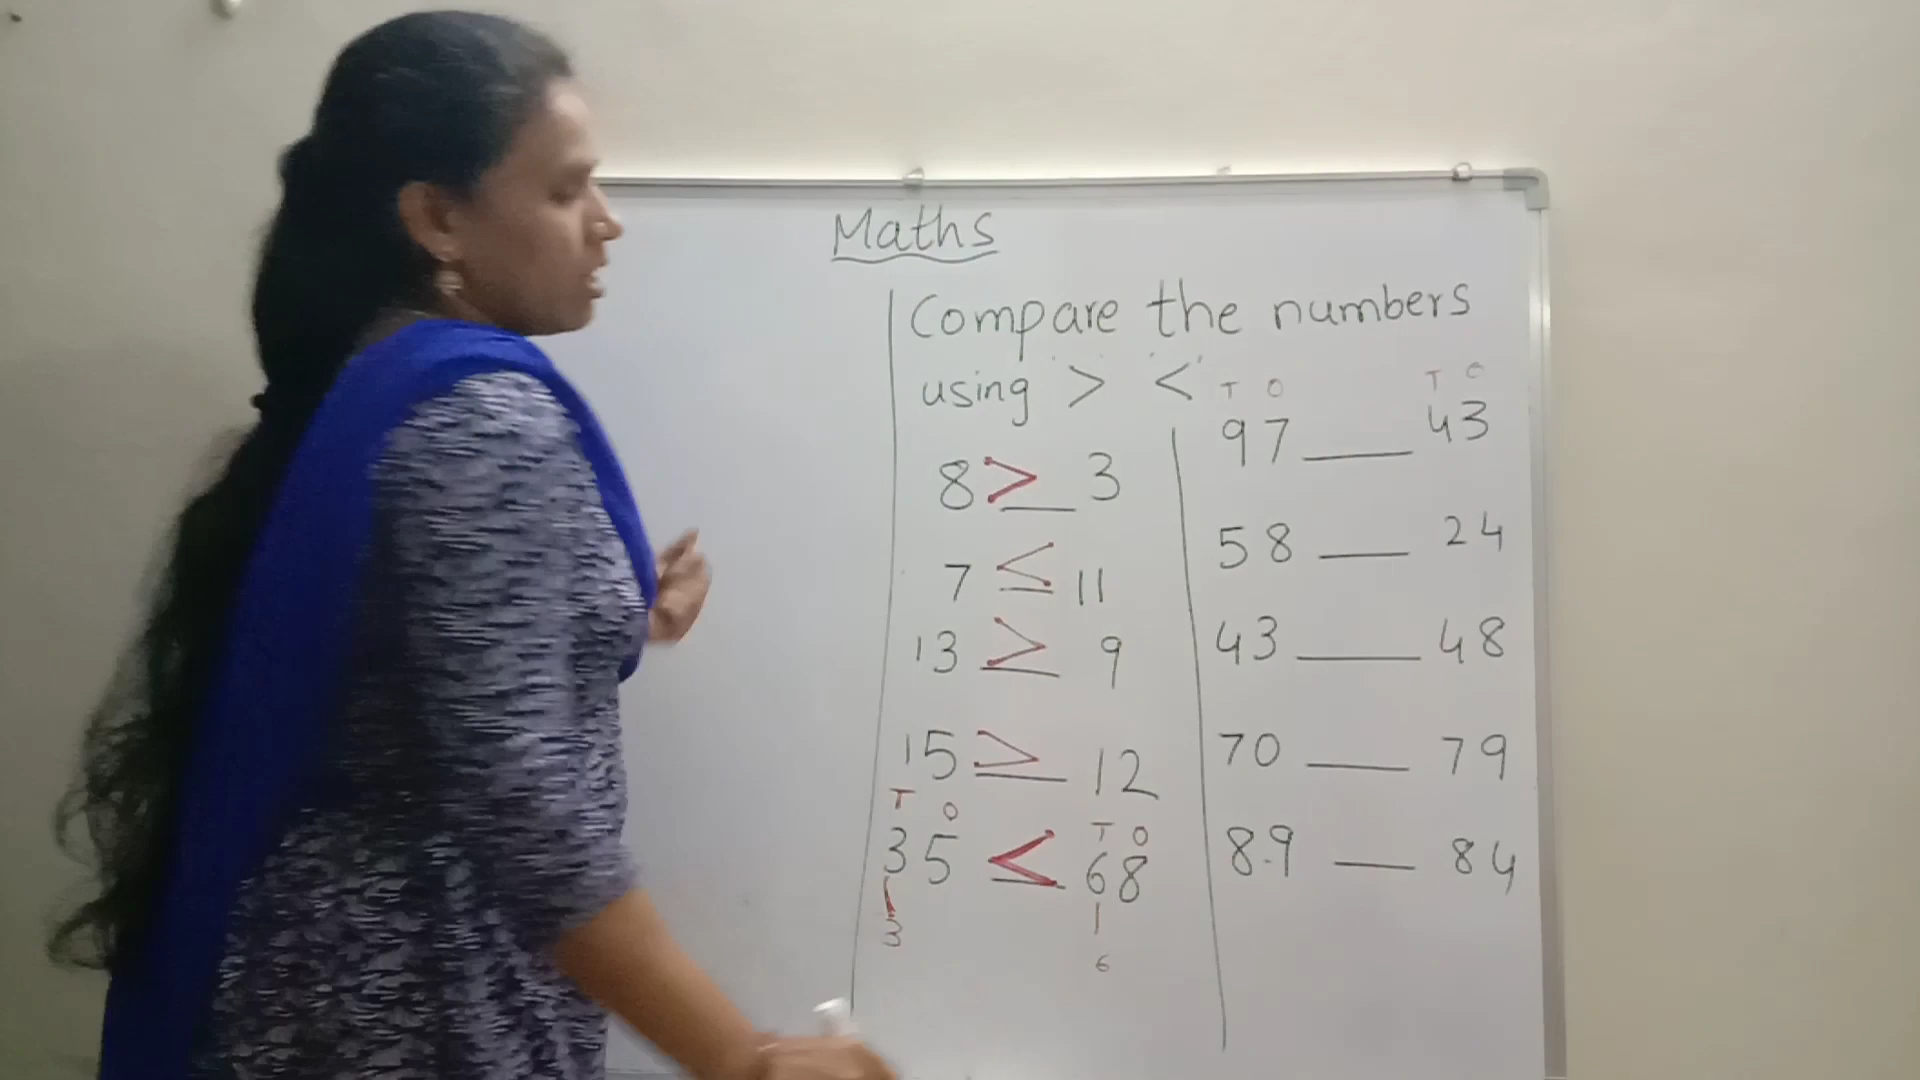 Maths
Compare the numbers
using > <
8 > 3
7 < 11
13 > 9
15 > 12
T O T O
35 < 68
3 6
T O T O
97 ___ 43
58 ___ 24
43 ___ 48
70 ___ 79
89 ___ 84